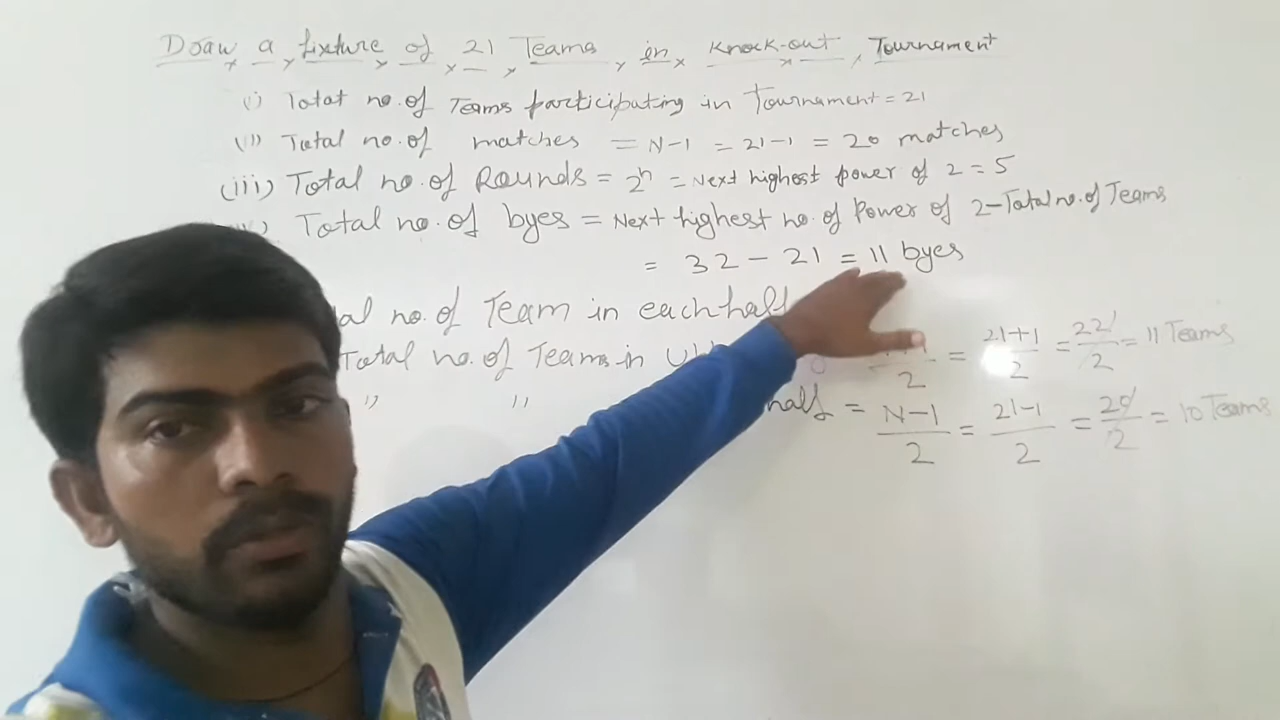 Draw a fixture of 21 Teams in Knock-out Tournament
(i) Total no. of Teams participating in Tournament = 21
(ii) Total no. of matches = N-1 = 21-1 = 20 matches
(iii) Total no. of Rounds = 2ⁿ = Next highest power of 2 = 5
Total no. of byes = Next highest no. of Power of 2 - Total no. of Teams
= 32 - 21 = 11 byes
no. of Team in each half
Total no. of Teams in 2 = 21+1/2 = 22/2 = 11 Teams
" " half = N-1/2 = 21-1/2 = 20/2 = 10 Teams